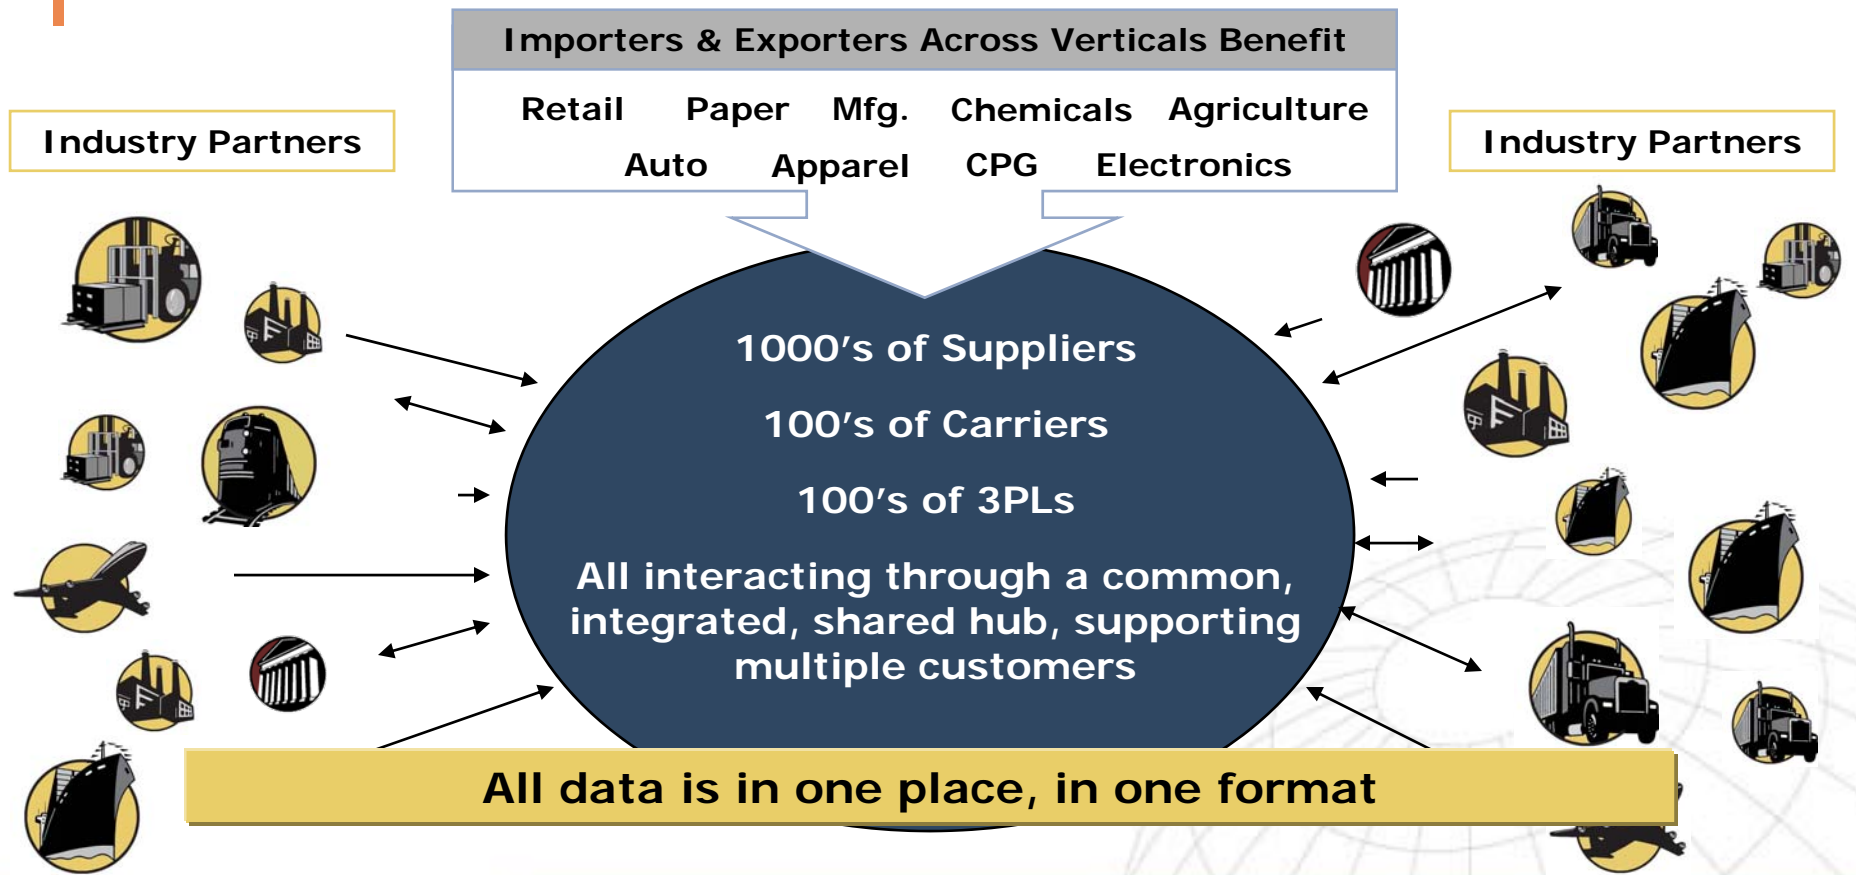 Importers & Exporters Across Verticals Benefit
Retail Paper Mfg. Chemicals Agriculture
Auto Apparel CPG Electronics
Industry Partners
Industry Partners
1000's of Suppliers
100's of Carriers
100's of 3PLs
All interacting through a common,
integrated, shared hub, supporting
multiple customers
All data is in one place, in one format